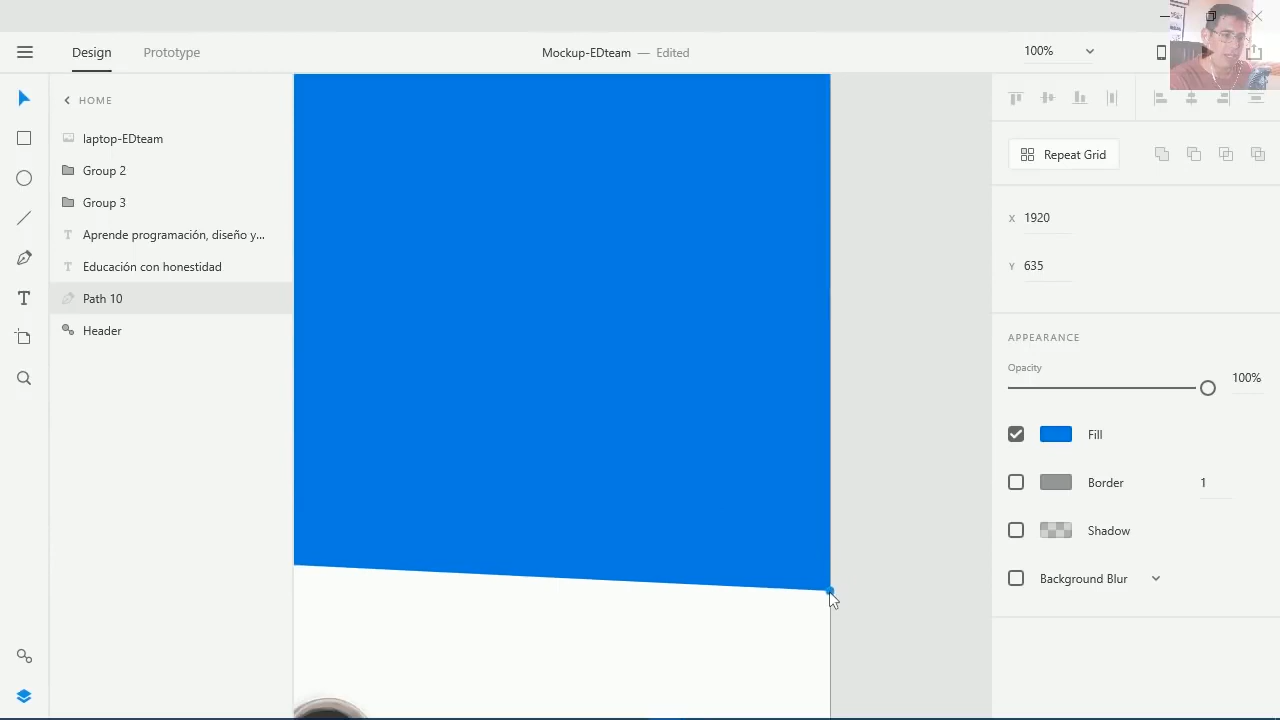 Design
Prototype
Mockup-EDteam — Edited
100%
HOME
laptop-EDteam
Group 2
Group 3
Aprende programación, diseño y...
Educación con honestidad
Path 10
Header
Repeat Grid
X 1920
Y 635
APPEARANCE
Opacity
100%
Fill
Border 1
Shadow
Background Blur